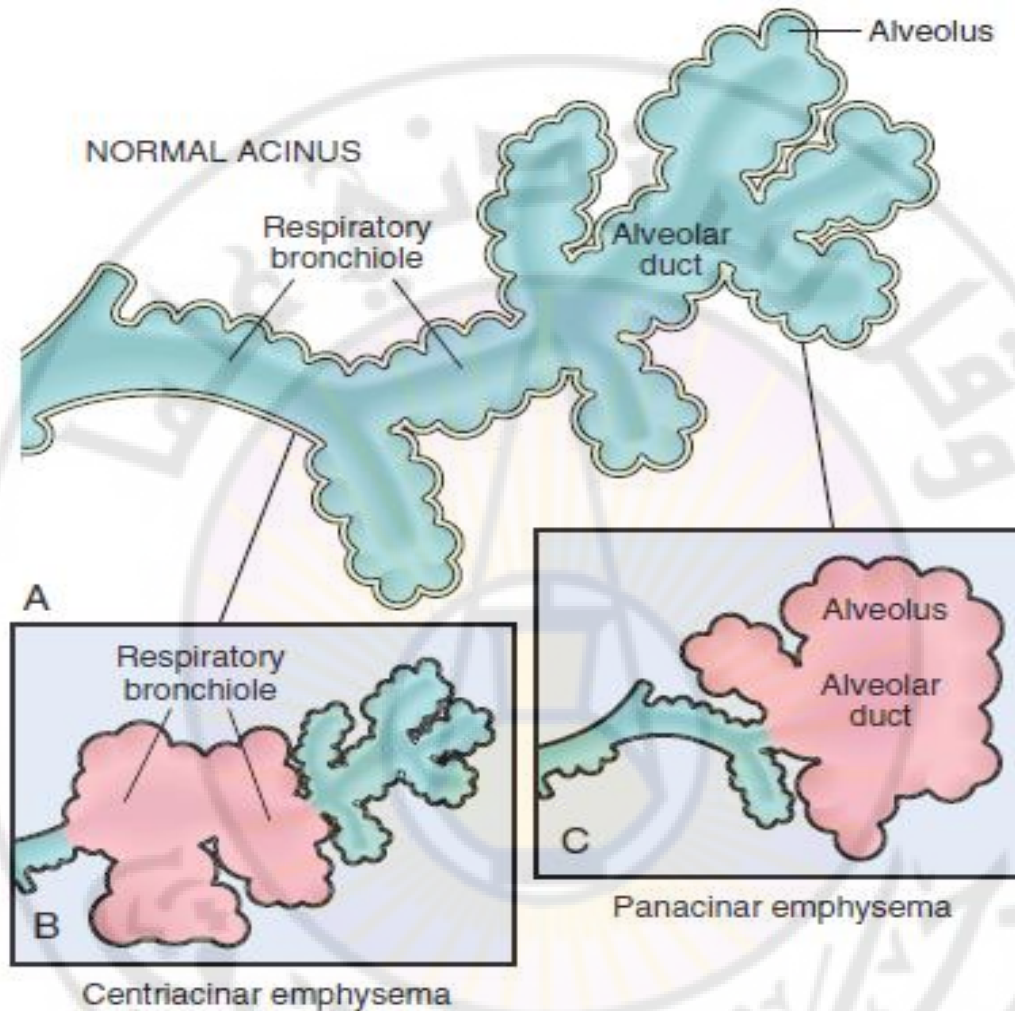 Alveolus
NORMAL ACINUS
Respiratory
bronchiole
Alveolar
duct
A
Respiratory
bronchiole
B
Centriacinar emphysema
Alveolus
Alveolar
duct
C
Panacinar emphysema